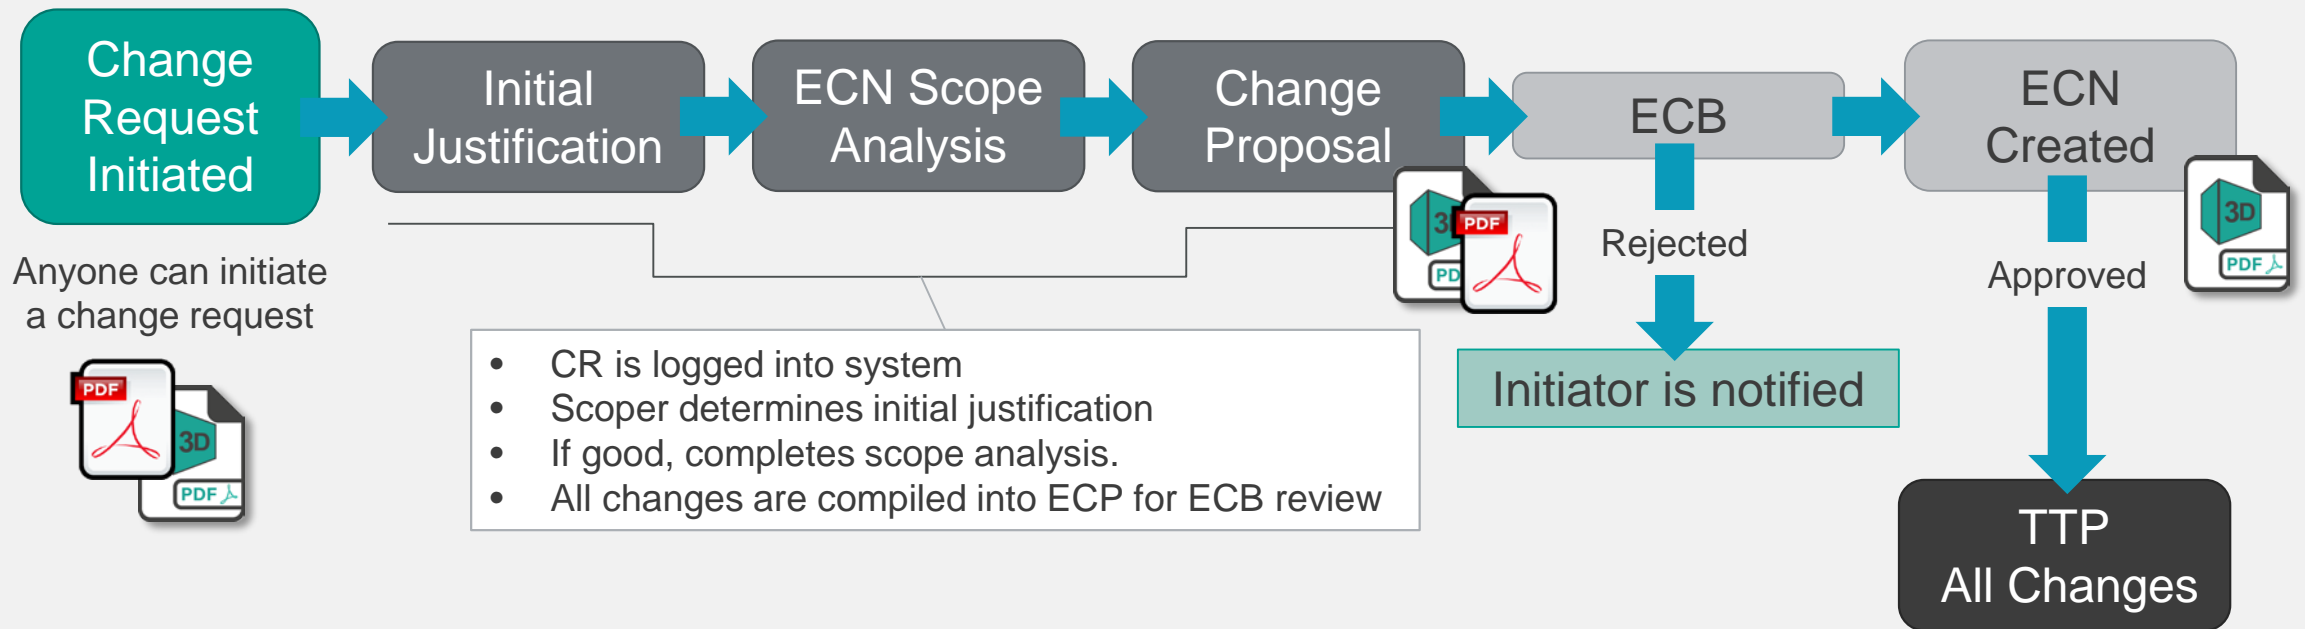 Change
Request
Initiated
Initial
Justification
ECN Scope
Analysis
Change
Proposal
ECB
ECN
Created
Anyone can initiate
a change request
PDF
3D
PDF
3D
PDF
PD
Rejected
Approved
3D
PDF
• CR is logged into system
• Scoper determines initial justification
• If good, completes scope analysis.
• All changes are compiled into ECP for ECB review
Initiator is notified
TTP
All Changes